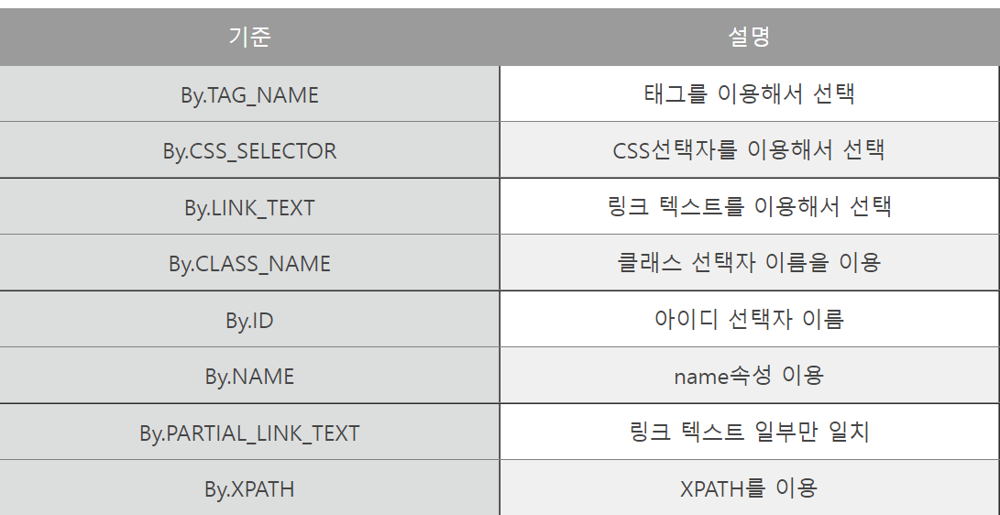 기준 설명
By.TAG_NAME 태그를 이용해서 선택
By.CSS_SELECTOR CSS선택자를 이용해서 선택
By.LINK_TEXT 링크 텍스트를 이용해서 선택
By.CLASS_NAME 클래스 선택자 이름을 이용
By.ID 아이디 선택자 이름
By.NAME name속성 이용
By.PARTIAL_LINK_TEXT 링크 텍스트 일부만 일치
By.XPATH XPATH를 이용